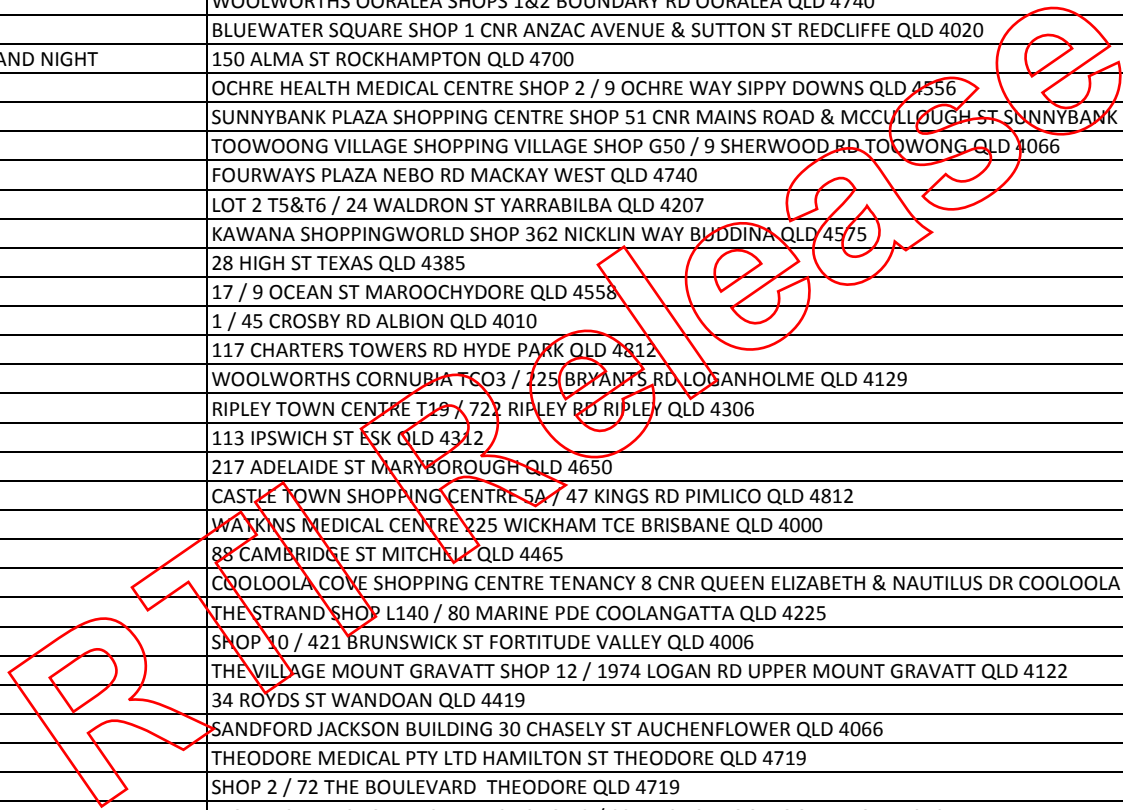 WOOLWORTHS OORALEA SHOPS 1&2 BOUNDARY RD OORALEA QLD 4740
BLUEWATER SQUARE SHOP 1 CNR ANZAC AVENUE & SUTTON ST REDCLIFFE QLD 4020
AND NIGHT 150 ALMA ST ROCKHAMPTON QLD 4700
OCHRE HEALTH MEDICAL CENTRE SHOP 2 / 9 OCHRE WAY SIPPY DOWNS QLD 4556
SUNNYBANK PLAZA SHOPPING CENTRE SHOP 51 CNR MAINS ROAD & MCCULLOUGH ST SUNNYBANK
TOOWOONG VILLAGE SHOPPING VILLAGE SHOP G50 / 9 SHERWOOD RD TOOWONG QLD 4066
FOURWAYS PLAZA NEBO RD MACKAY WEST QLD 4740
LOT 2 T5&T6 / 24 WALDRON ST YARRABILBA QLD 4207
KAWANA SHOPPINGWORLD SHOP 362 NICKLIN WAY BUDDINA QLD 4575
28 HIGH ST TEXAS QLD 4385
17 / 9 OCEAN ST MAROOCHYDORE QLD 4558
1 / 45 CROSBY RD ALBION QLD 4010
117 CHARTERS TOWERS RD HYDE PARK QLD 4812
WOOLWORTHS CORNUBIA TCO3 / 225 BRYANTS RD LOGANHOLME QLD 4129
RIPLEY TOWN CENTRE T19 / 722 RIPLEY RD RIPLEY QLD 4306
113 IPSWICH ST ESK QLD 4312
217 ADELAIDE ST MARYBOROUGH QLD 4650
CASTLE TOWN SHOPPING CENTRE 5A / 47 KINGS RD PIMLICO QLD 4812
WATKINS MEDICAL CENTRE 225 WICKHAM TCE BRISBANE QLD 4000
88 CAMBRIDGE ST MITCHELL QLD 4465
COOLOOLA COVE SHOPPING CENTRE TENANCY 8 CNR QUEEN ELIZABETH & NAUTILUS DR COOLOOLA
THE STRAND SHOP L140 / 80 MARINE PDE COOLANGATTA QLD 4225
SHOP 10 / 421 BRUNSWICK ST FORTITUDE VALLEY QLD 4006
THE VILLAGE MOUNT GRAVATT SHOP 12 / 1974 LOGAN RD UPPER MOUNT GRAVATT QLD 4122
34 ROYDS ST WANDOAN QLD 4419
SANDFORD JACKSON BUILDING 30 CHASELY ST AUCHENFLOWER QLD 4066
THEODORE MEDICAL PTY LTD HAMILTON ST THEODORE QLD 4719
SHOP 2 / 72 THE BOULEVARD THEODORE QLD 4719
RTI Release